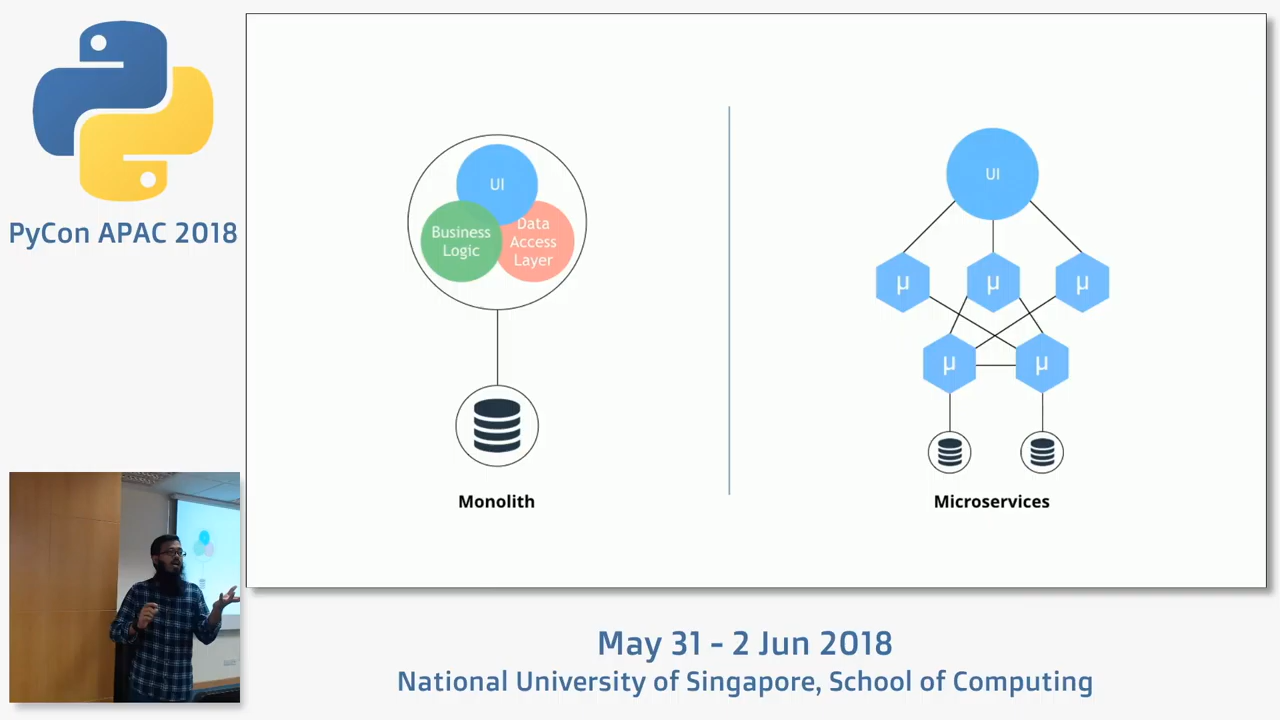 PyCon APAC 2018
UI
Business
Logic
Data
Access
Layer
Monolith
UI
μ
μ
μ
μ
μ
Microservices
May 31 - 2 Jun 2018
National University of Singapore, School of Computing